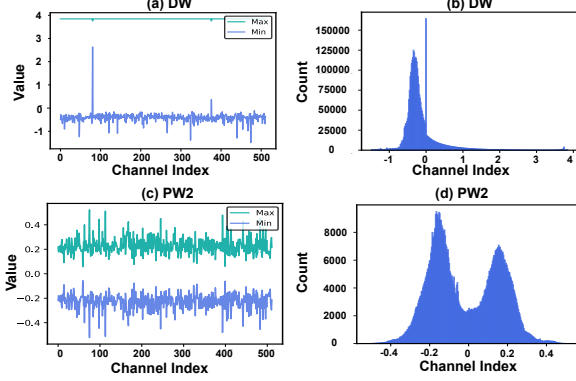 (a) DW
Value
4
3
2
1
0
-1
Max
Min
0 100 200 300 400 500
Channel Index
(b) DW
Count
150000
125000
100000
75000
50000
25000
0
-1 0 1 2 3 4
Channel Index
(c) PW2
Value
0.4
0.2
0.0
−0.2
−0.4
Max
Min
0 100 200 300 400 500
Channel Index
(d) PW2
Count
8000
6000
4000
2000
0
-0.4 -0.2 0 0.2 0.4
Channel Index